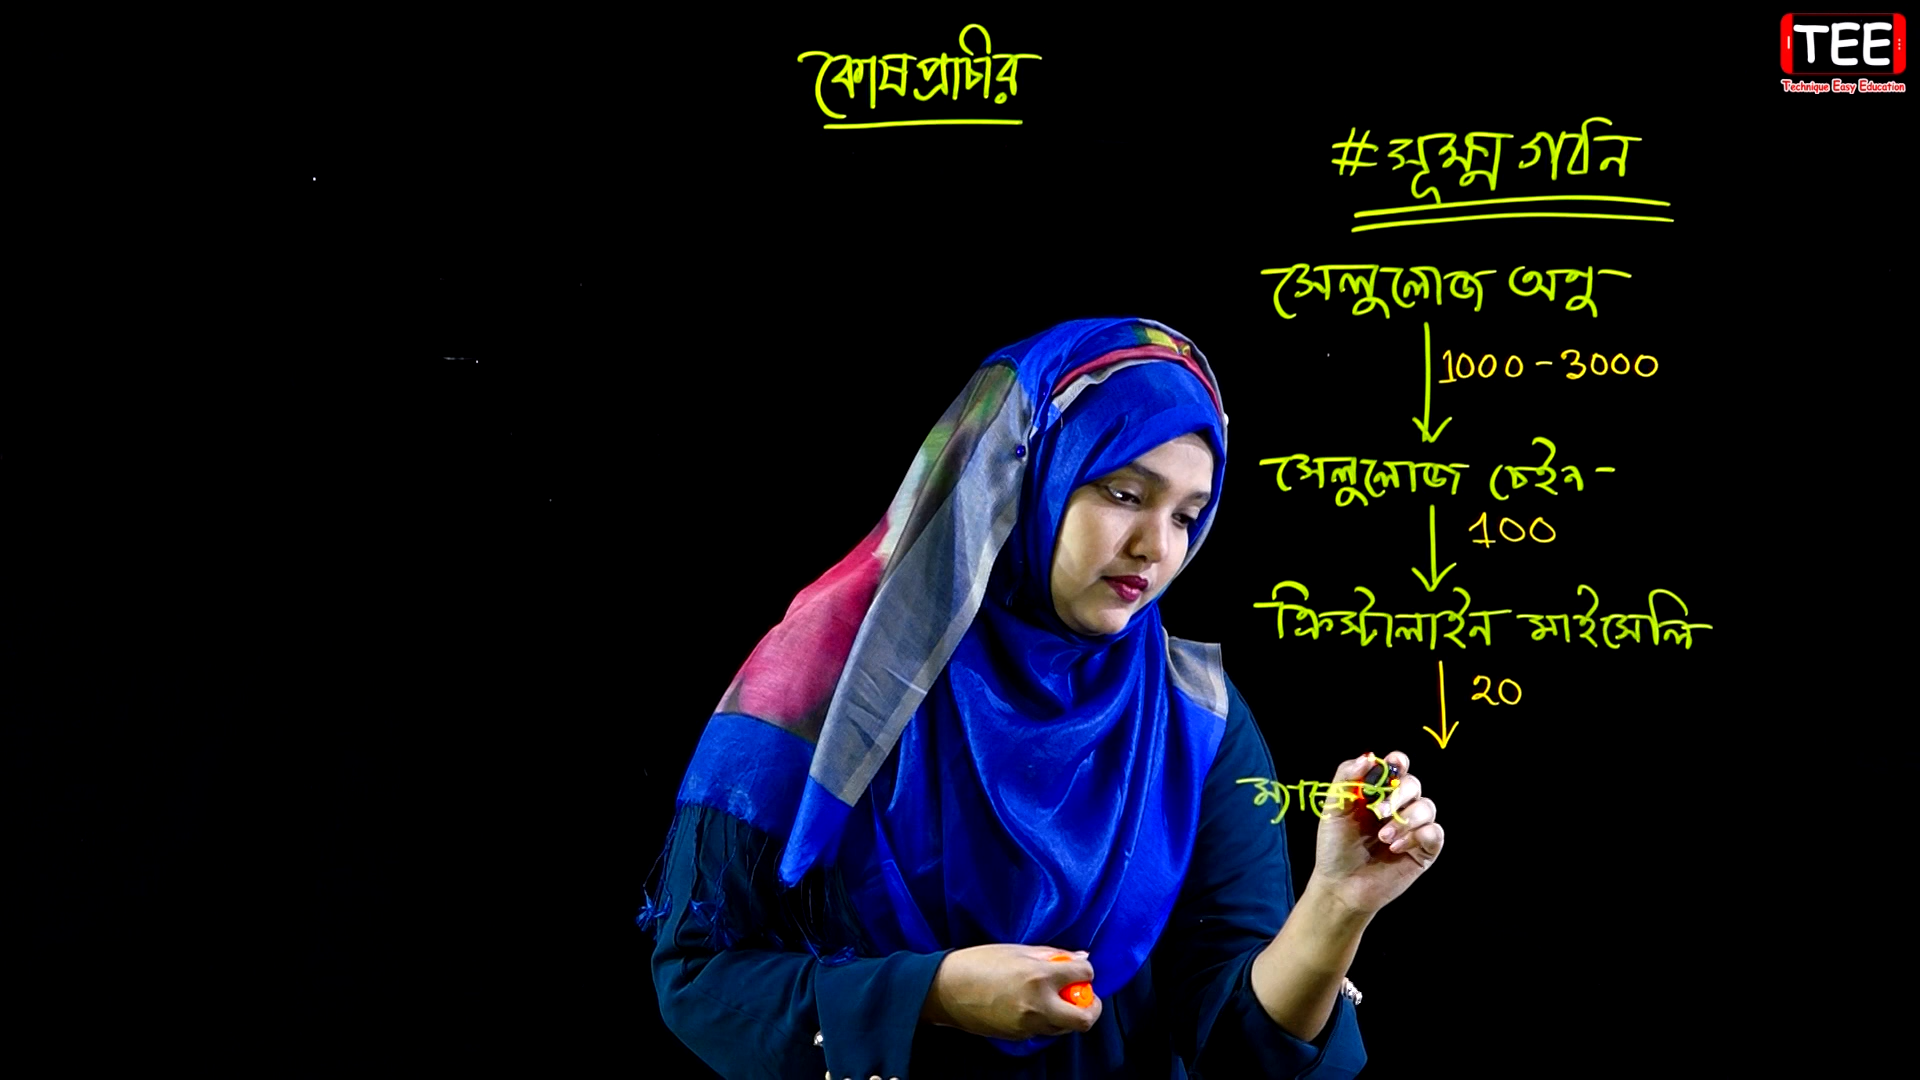 TEE
Technique Easy Education
কোষপ্রাচীর
#সূক্ষ্ম গঠন
সেলুলোজ অণু
1000-3000
সেলুলোজ চেইন
100
ক্রিস্টালাইন মাইসেলি
20